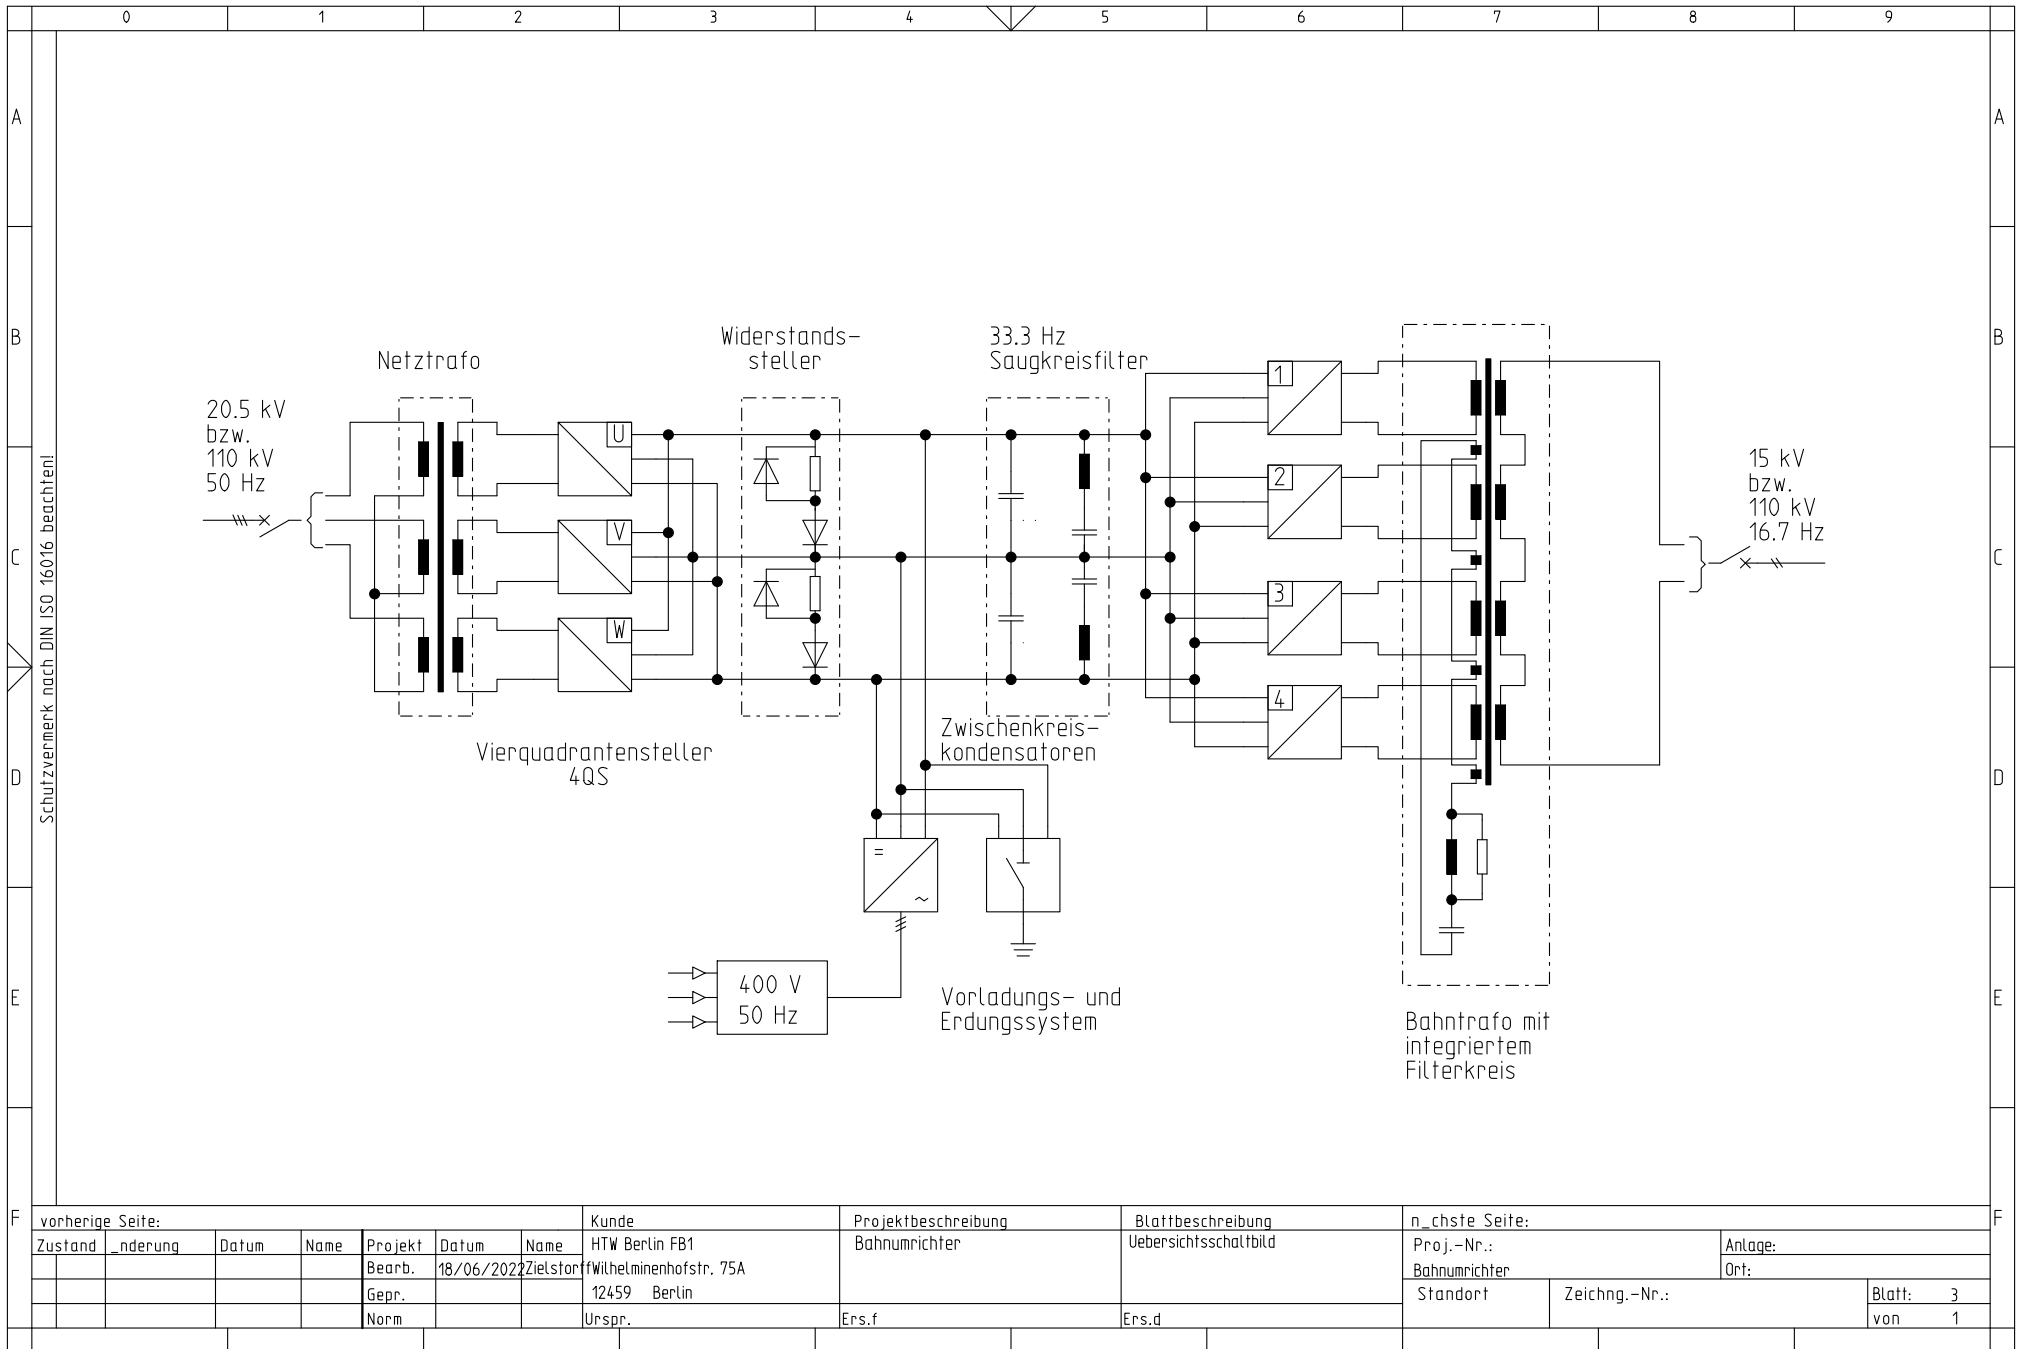 0 1 2 3 4 5 6 7 8 9
A
A
B
B
C
C
D
D
E
E
F
F
Schutzvermerk nach DIN ISO 16016 beachten!
Netztrafo
Widerstands-
steller
33.3 Hz
Saugkreisfilter
20.5 kV
bzw.
110 kV
50 Hz
U
V
W
1
2
3
4
15 kV
bzw.
110 kV
16.7 Hz
Vierquadrantensteller
4QS
Zwischenkreis-
kondensatoren
=
~
400 V
50 Hz
Vorladungs- und
Erdungssystem
Bahntrafo mit
integriertem
Filterkreis
vorherige Seite:
Kunde
Projektbeschreibung
Blattbeschreibung
n_chste Seite:
Zustand _nderung Datum Name Projekt Datum Name
HTW Berlin FB1
Bahnumrichter
Uebersichtsschaltbild
Proj.-Nr.:
Anlage:
Bearb. 18/06/2022 Zielstorff
Wilhelminenhofstr. 75A
Bahnumrichter
Ort:
Gepr.
12459 Berlin
Standort
Zeichng.-Nr.:
Blatt: 3
Norm
Urspr.
Ers.f
Ers.d
von 1